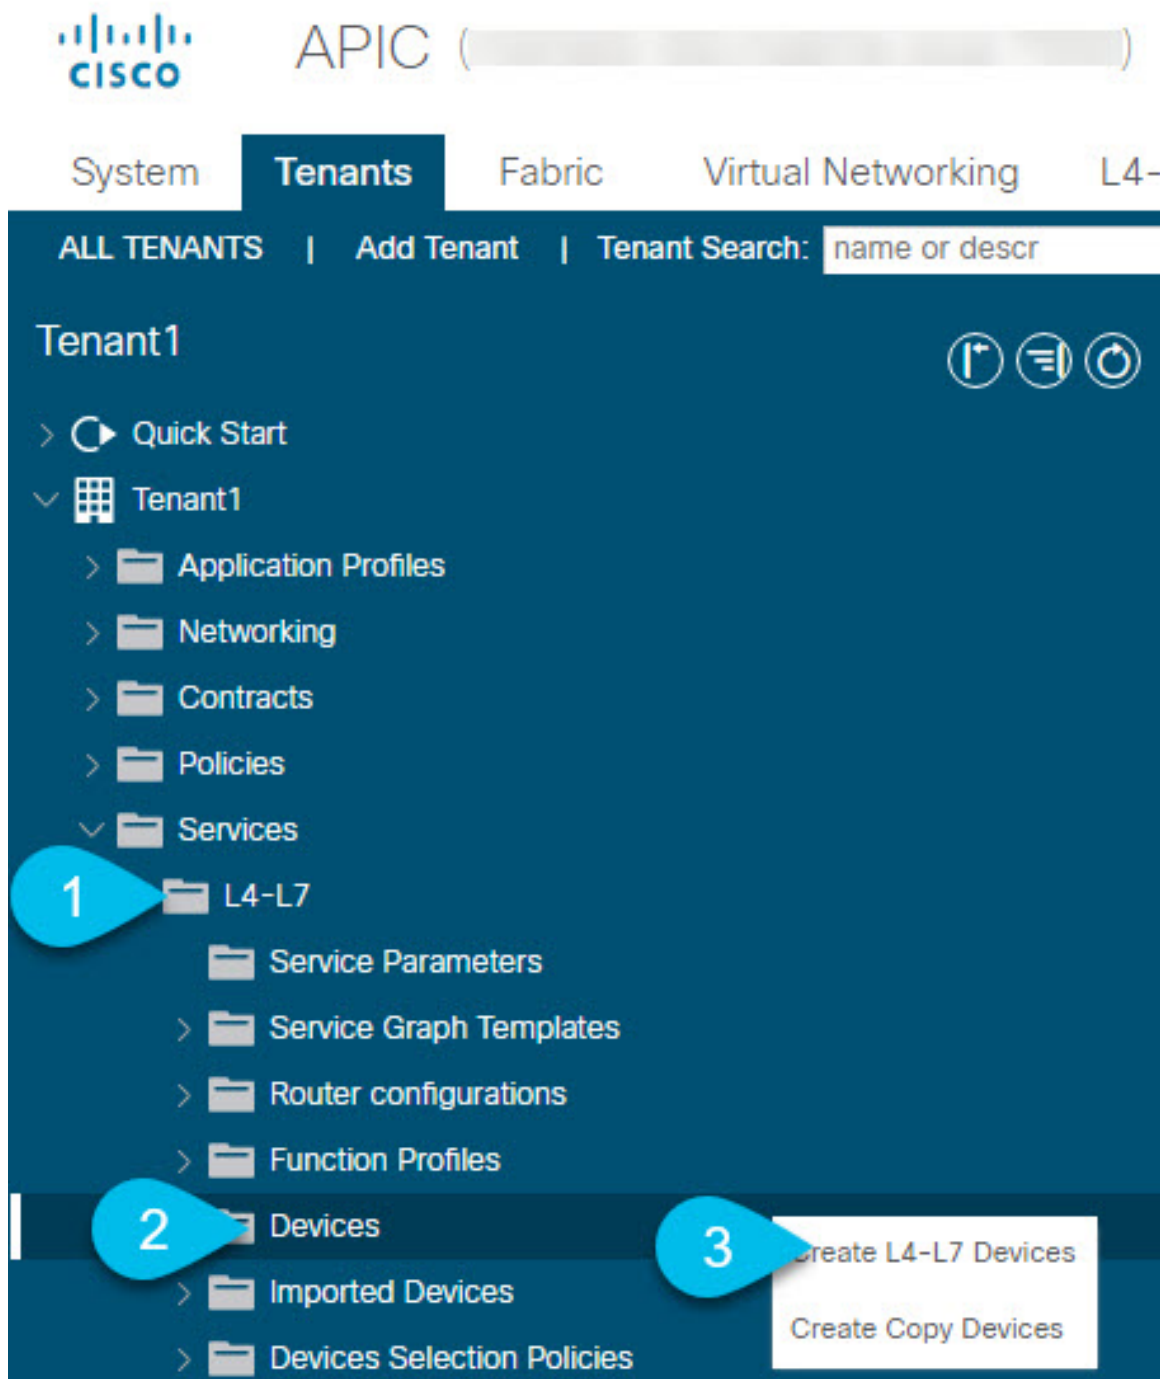 CISCO APIC ( )
System Tenants Fabric Virtual Networking L4-
ALL TENANTS | Add Tenant | Tenant Search: name or descr
Tenant1
Quick Start
Tenant1
Application Profiles
Networking
Contracts
Policies
Services
1 L4-L7
Service Parameters
Service Graph Templates
Router configurations
Function Profiles
2 Devices
3 Create L4-L7 Devices
Imported Devices
Create Copy Devices
Devices Selection Policies